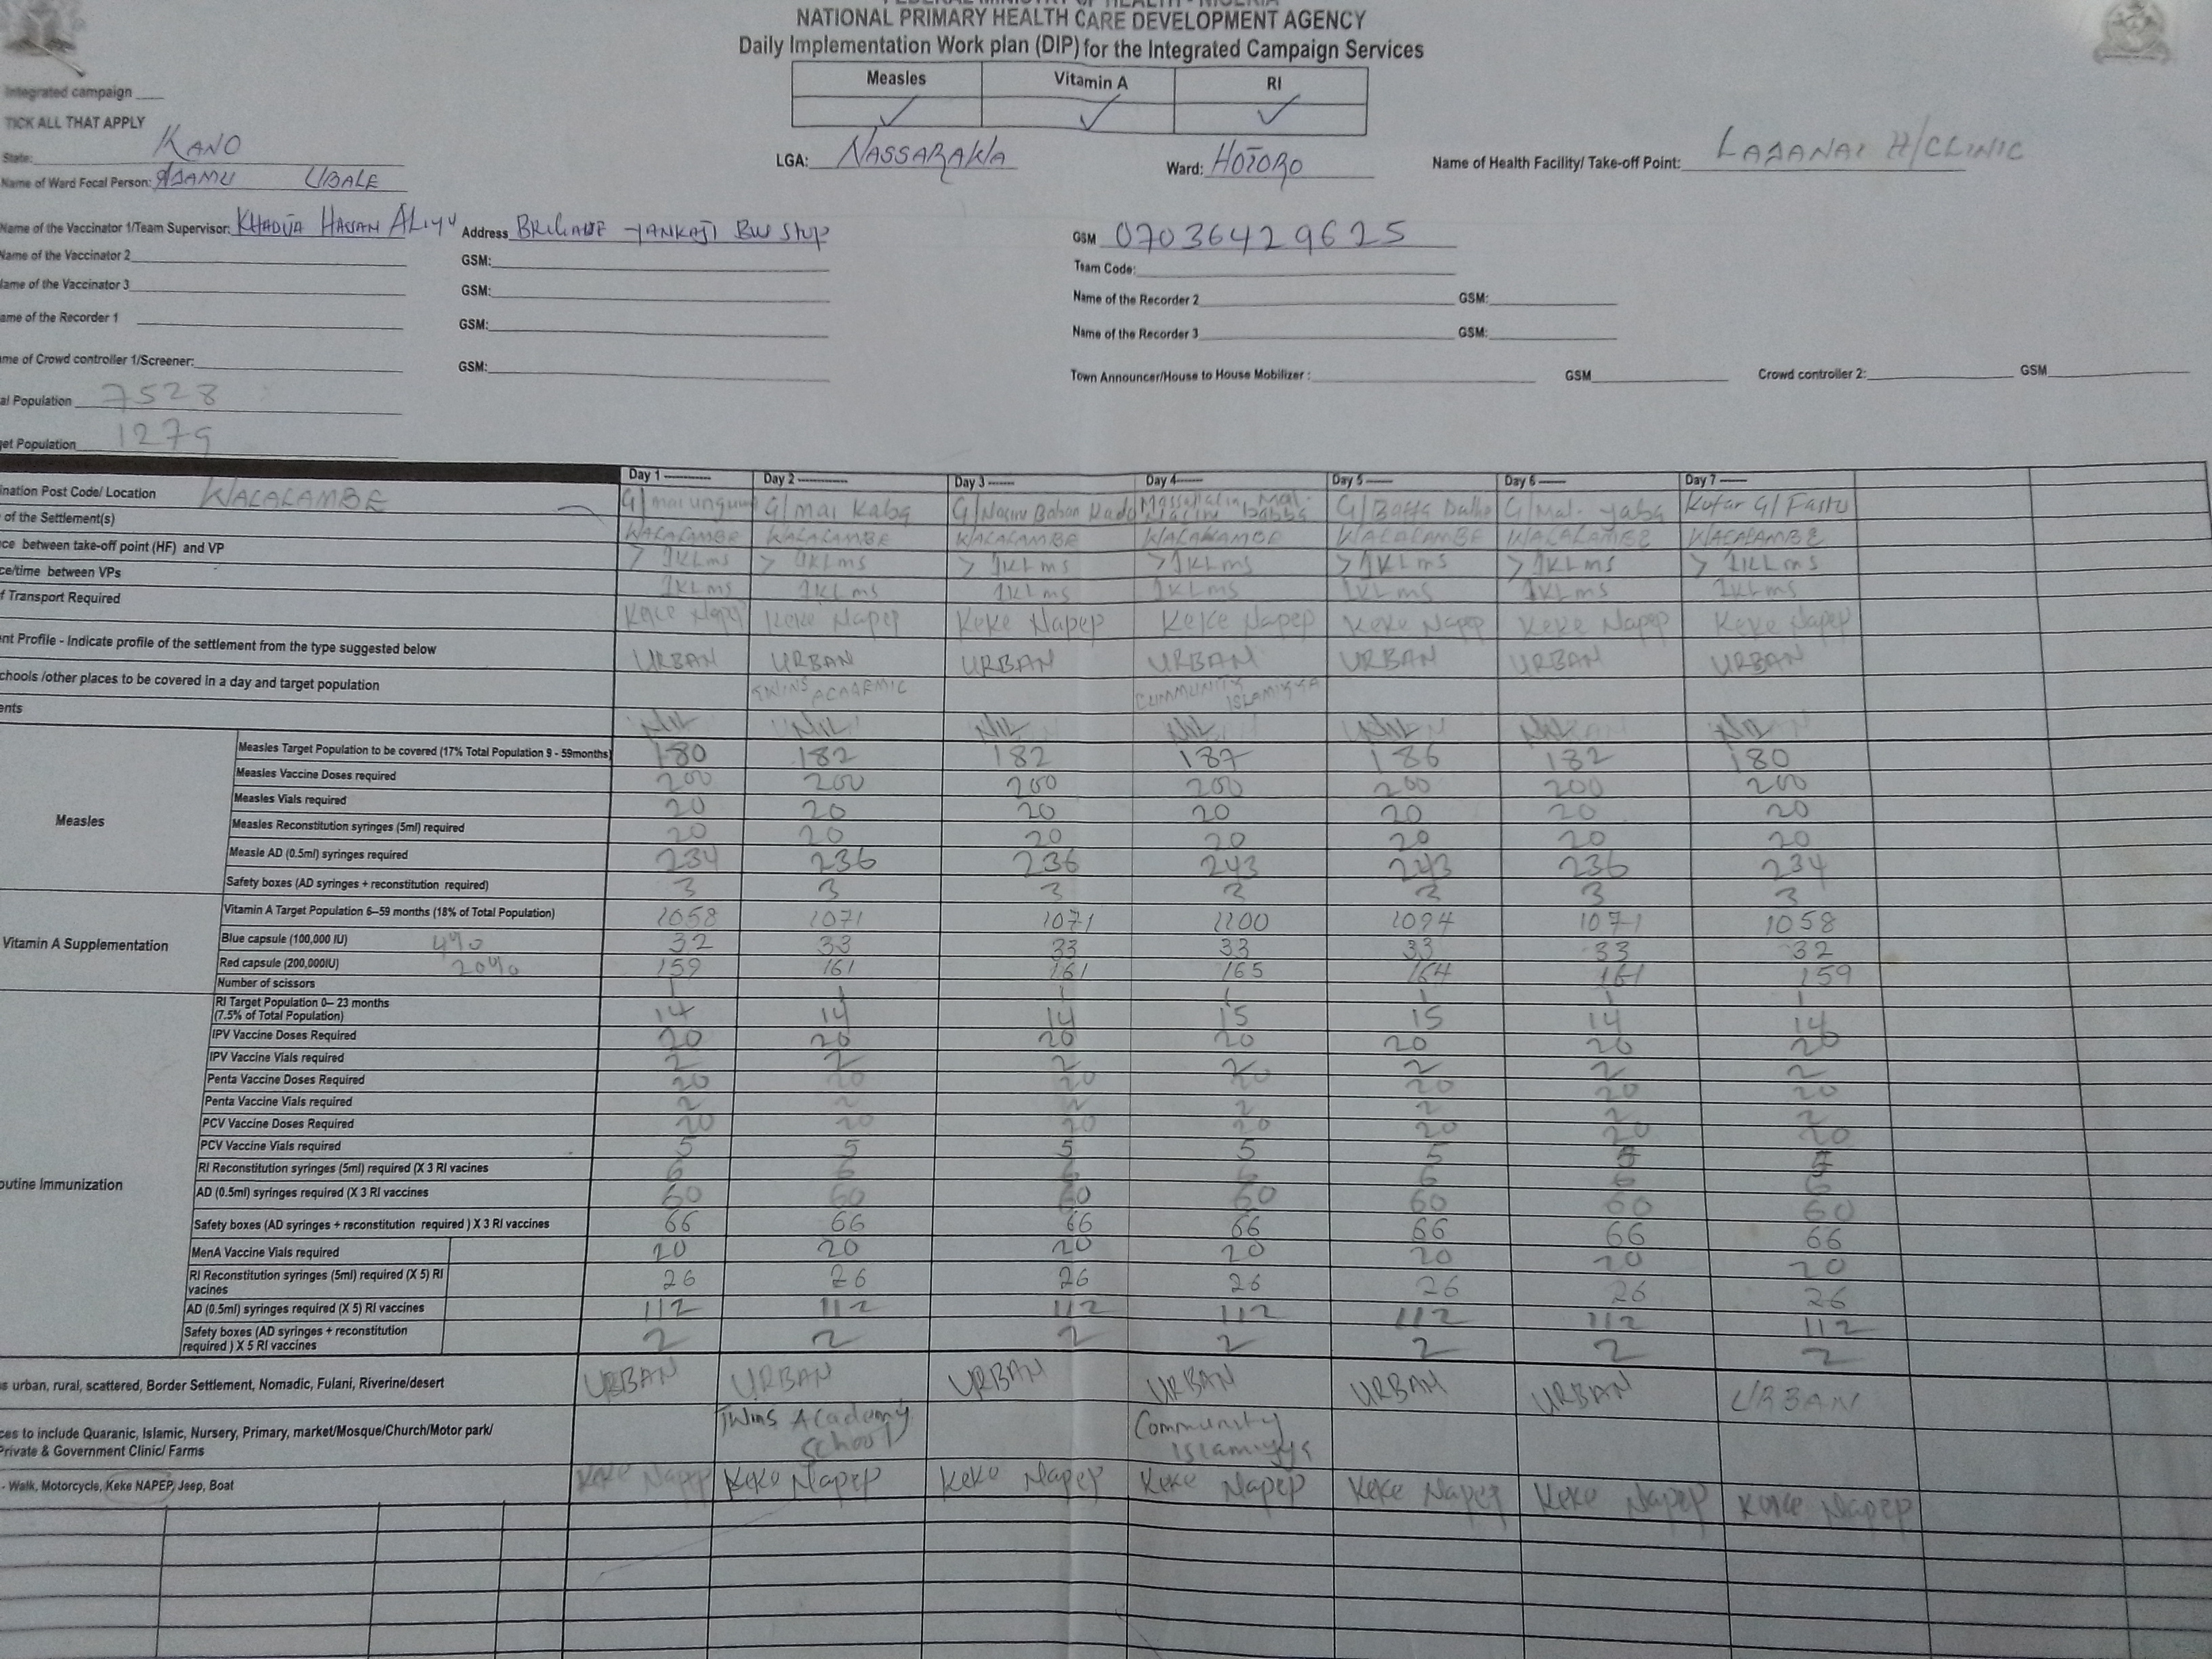 NATIONAL PRIMARY HEALTH CARE DEVELOPMENT AGENCY
Daily Implementation Work plan (DIP) for the Integrated Campaign Services
Measles Vitamin A RI
✓ ✓ ✓
Integrated campaign
TICK ALL THAT APPLY
State: KANO LGA: NASSARAWA Ward: HOTORO Name of Health Facility/ Take-off Point: H/CLINIC
Name of Ward Focal Person: ADAMU UBALE
Name of the Vaccinator 1/Team Supervisor: KHADIJA HASSAN ALIYU Address BRIGADE YANKAJI BUS Stop GSM 07036429625
Name of the Vaccinator 2 GSM: Team Code:
Name of the Vaccinator 3 GSM: Name of the Recorder 2 GSM:
ame of the Recorder 1 GSM: Name of the Recorder 3 GSM:
me of Crowd controller 1/Screener: GSM: Town Announcer/House to House Mobilizer : GSM Crowd controller 2: GSM
al Population 7528
get Population 1279
Day 1 Day 2 Day 3 Day 4 Day 5 Day 6 Day 7
ination Post Code/ Location WALALAMBE G/mai unguwa G/mai Kaba G/Nasiru Baban Kado G/Baffa G/Mal. yaba Kofar G/
of the Settlement(s) WALALAMBE WALALAMBE WALALAMBE WALALAMBE WALALAMBE WALALAMBE WALALAMBE
ce between take-off point (HF) and VP >1KLms >1KLms >1KLms >1KLms >1KLms >1KLms >1KLms
ce/time between VPs 1KLms 1KLms 1KLms 1KLms 1KLms 1KLms 1KLms
f Transport Required Keke Napep Keke Napep Keke Napep Keke Napep Keke Napep Keke Napep Keke Napep
nt Profile - Indicate profile of the settlement from the type suggested below URBAN URBAN URBAN URBAN URBAN URBAN URBAN
chools /other places to be covered in a day and target population TWINS ACADEMIC COMMUNITY ISLAMIYYA
ents NIL NIL NIL NIL NIL NIL NIL
Measles
Measles Target Population to be covered (17% Total Population 9 - 59months) 180 182 182 187 186 182 180
Measles Vaccine Doses required 200 200 200 200 200 200 200
Measles Vials required 20 20 20 20 20 20 20
Measles Reconstitution syringes (5ml) required 20 20 20 20 20 20 20
Measle AD (0.5ml) syringes required 234 236 236 243 243 236 234
Safety boxes (AD syringes + reconstitution required) 3 3 3 3 3 3 3
Vitamin A Supplementation
Vitamin A Target Population 6–59 months (18% of Total Population) 1058 1071 1071 1100 1094 1071 1058
Blue capsule (100,000 IU) 4% 32 33 33 33 33 33 32
Red capsule (200,000IU) 20% 159 161 161 165 164 161 159
Number of scissors 1 1 1 1 1 1 1
outine Immunization
RI Target Population 0– 23 months
(7.5% of Total Population) 14 14 14 15 15 14 14
IPV Vaccine Doses Required 20 20 20 20 20 20 20
IPV Vaccine Vials required 2 2 2 2 2 2 2
Penta Vaccine Doses Required 20 20 20 20 20 20 20
Penta Vaccine Vials required 2 2 2 2 2 2 2
PCV Vaccine Doses Required 20 20 20 20 20 20 20
PCV Vaccine Vials required 5 5 5 5 5 5 5
RI Reconstitution syringes (5ml) required (X 3 RI vacines 6 6 6 6 6 6 6
AD (0.5ml) syringes required (X 3 RI vaccines 60 60 60 60 60 60 60
Safety boxes (AD syringes + reconstitution required ) X 3 RI vaccines 66 66 66 66 66 66 66
MenA Vaccine Vials required 20 20 20 20 20 20 20
RI Reconstitution syringes (5ml) required (X 5) RI
vacines 26 26 26 26 26 26 26
AD (0.5ml) syringes required (X 5) RI vaccines 112 112 112 112 112 112 112
Safety boxes (AD syringes + reconstitution
required ) X 5 RI vaccines 2 2 2 2 2 2 2
s urban, rural, scattered, Border Settlement, Nomadic, Fulani, Riverine/desert URBAN URBAN URBAN URBAN URBAN URBAN URBAN
ces to include Quaranic, Islamic, Nursery, Primary, market/Mosque/Church/Motor park/ Twins Academy Community
Private & Government Clinic/ Farms School Islamiyya
- Walk, Motorcycle, Keke NAPEP, Jeep, Boat Keke Napep Keke Napep Keke Napep Keke Napep Keke Napep Keke Napep Keke Napep